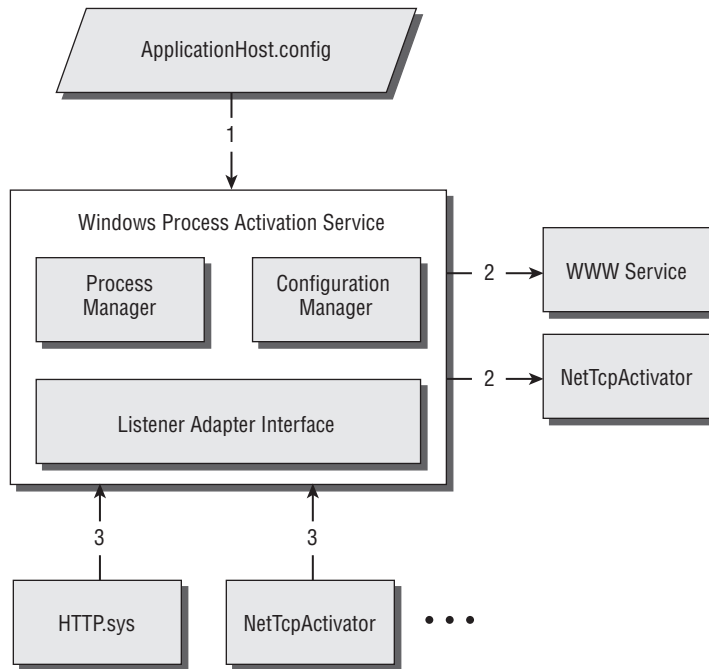 ApplicationHost.config
1
Windows Process Activation Service
Process
Manager
Configuration
Manager
2
WWW Service
2
NetTcpActivator
Listener Adapter Interface
3
3
HTTP.sys
NetTcpActivator
• • •